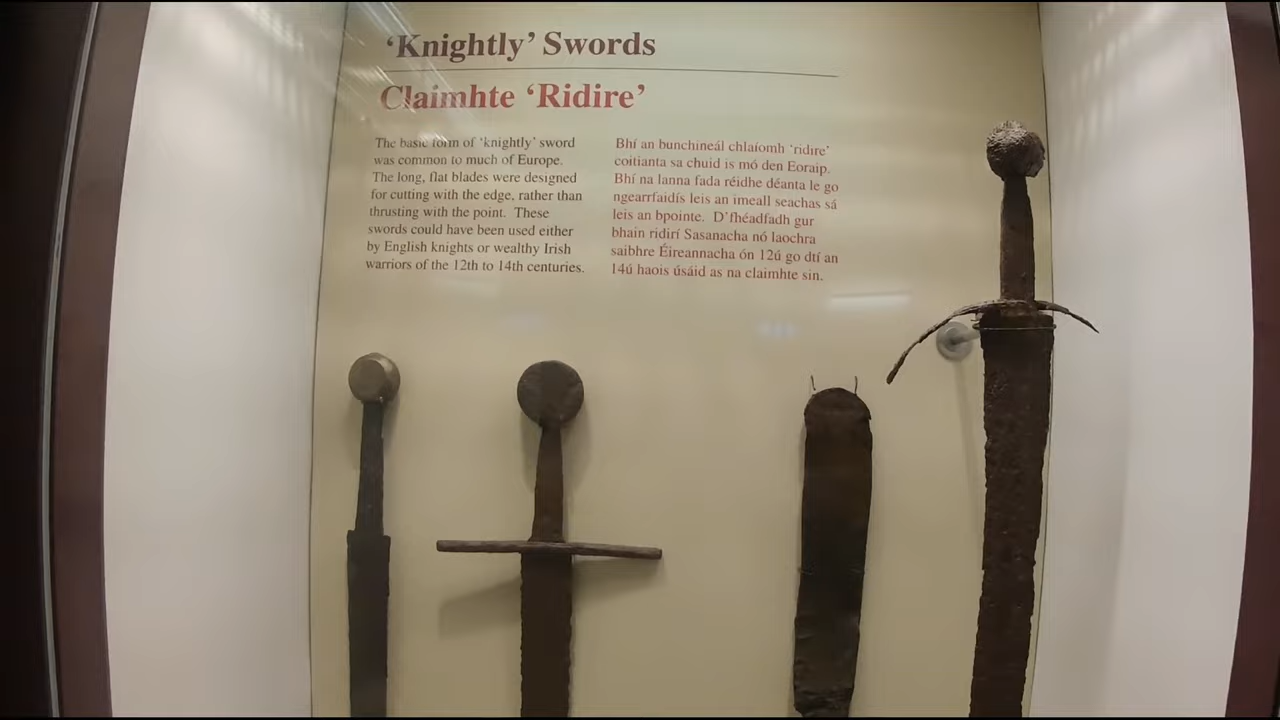 ‘Knightly’ Swords
Claimhte ‘Ridire’
The basic form of ‘knightly’ sword
was common to much of Europe.
The long, flat blades were designed
for cutting with the edge, rather than
thrusting with the point. These
swords could have been used either
by English knights or wealthy Irish
warriors of the 12th to 14th centuries.
Bhí an bunchineál chlaíomh ‘ridire’
coitianta sa chuid is mó den Eoraip.
Bhí na lanna fada réidhe déanta le go
ngearrfaidís leis an imeall seachas sá
leis an bpointe. D’fhéadfadh gur
bhain ridirí Sasanacha nó laochra
saibhre Éireannacha ón 12ú go dtí an
14ú haois úsáid as na claimhte sin.